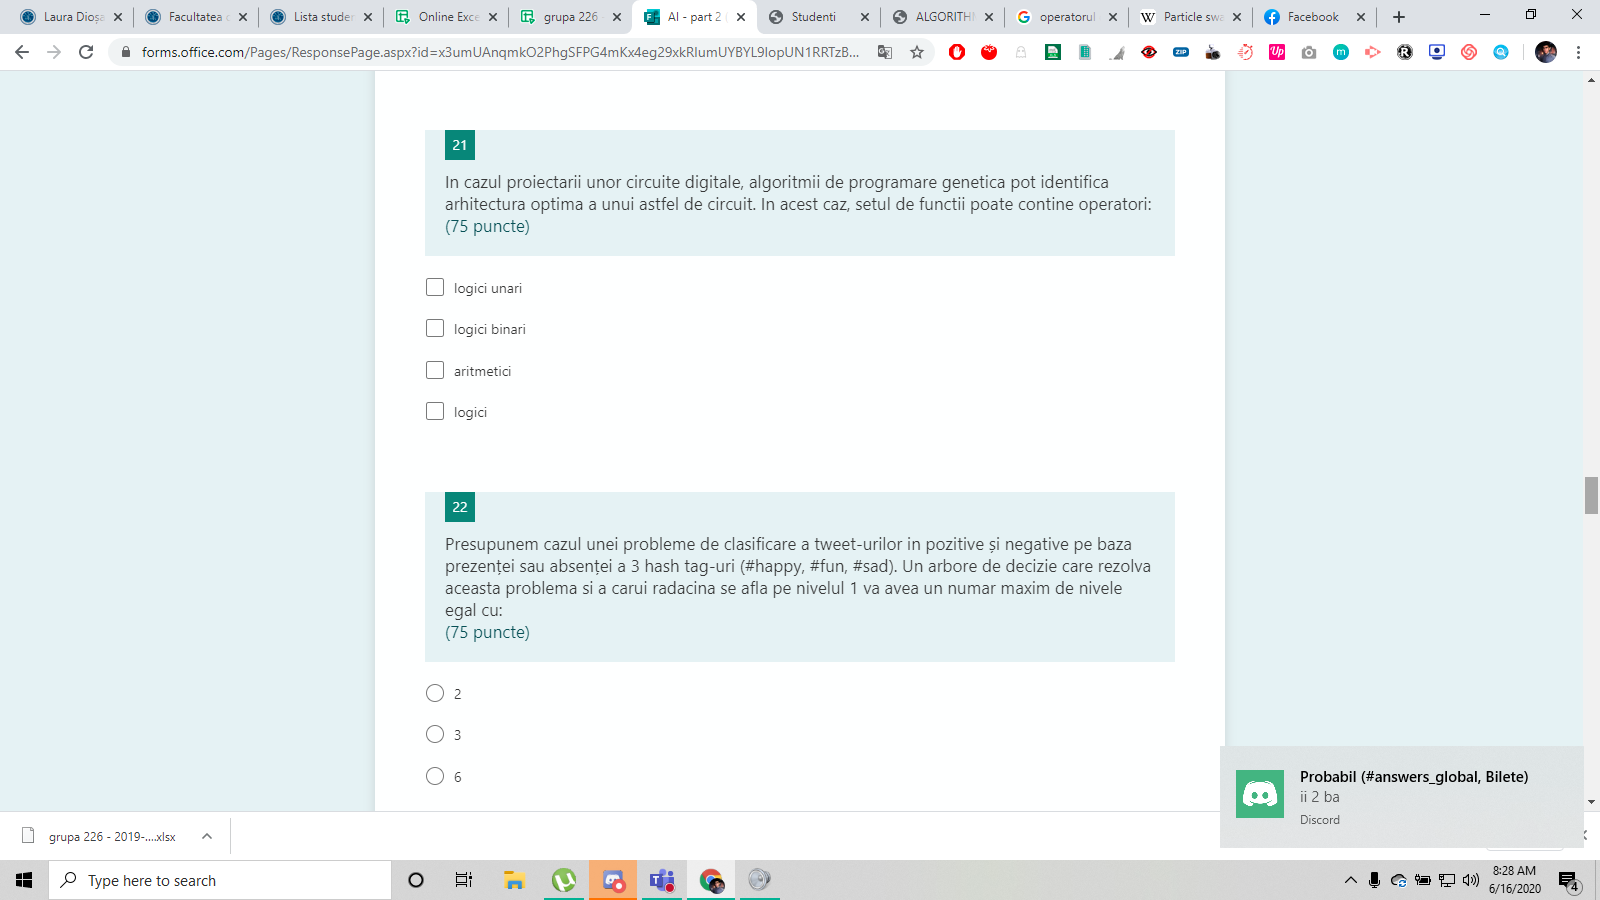 Laura Dioșa
Facultatea
Lista studer
Online Exce
grupa 226
AI - part 2
Studenti
ALGORITH
operatorul
Particle swa
Facebook
forms.office.com/Pages/ResponsePage.aspx?id=x3umUAnqmkO2PhgSFPG4mKx4eg29xkRIumUYBYL9IopUN1RRTzB...
21
In cazul proiectarii unor circuite digitale, algoritmii de programare genetica pot identifica
arhitectura optima a unui astfel de circuit. In acest caz, setul de functii poate contine operatori:
(75 puncte)
logici unari
logici binari
aritmetici
logici
22
Presupunem cazul unei probleme de clasificare a tweet-urilor in pozitive și negative pe baza
prezenței sau absenței a 3 hash tag-uri (#happy, #fun, #sad). Un arbore de decizie care rezolva
aceasta problema si a carui radacina se afla pe nivelul 1 va avea un numar maxim de nivele
egal cu:
(75 puncte)
2
3
6
Probabil (#answers_global, Bilete)
ii 2 ba
Discord
grupa 226 - 2019-....xlsx
Type here to search
8:28 AM
6/16/2020
4